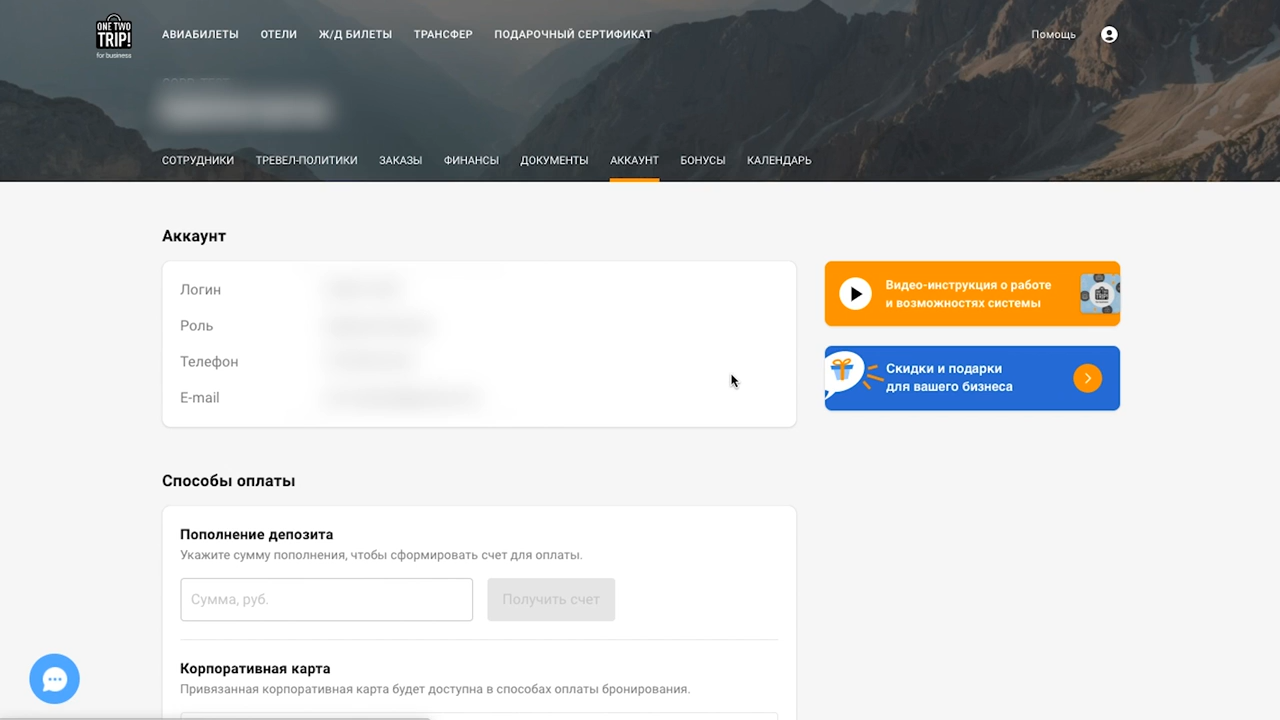 ONE TWO
TRIP!
for business
АВИАБИЛЕТЫ
ОТЕЛИ
Ж/Д БИЛЕТЫ
ТРАНСФЕР
ПОДАРОЧНЫЙ СЕРТИФИКАТ
Помощь
СОТРУДНИКИ
ТРЕВЕЛ-ПОЛИТИКИ
ЗАКАЗЫ
ФИНАНСЫ
ДОКУМЕНТЫ
АККАУНТ
БОНУСЫ
КАЛЕНДАРЬ
Аккаунт
Логин
Роль
Телефон
E-mail
Видео-инструкция о работе
и возможностях системы
Скидки и подарки
для вашего бизнеса
Способы оплаты
Пополнение депозита
Укажите сумму пополнения, чтобы сформировать счет для оплаты.
Сумма, руб.
Получить счет
Корпоративная карта
Привязанная корпоративная карта будет доступна в способах оплаты бронирования.